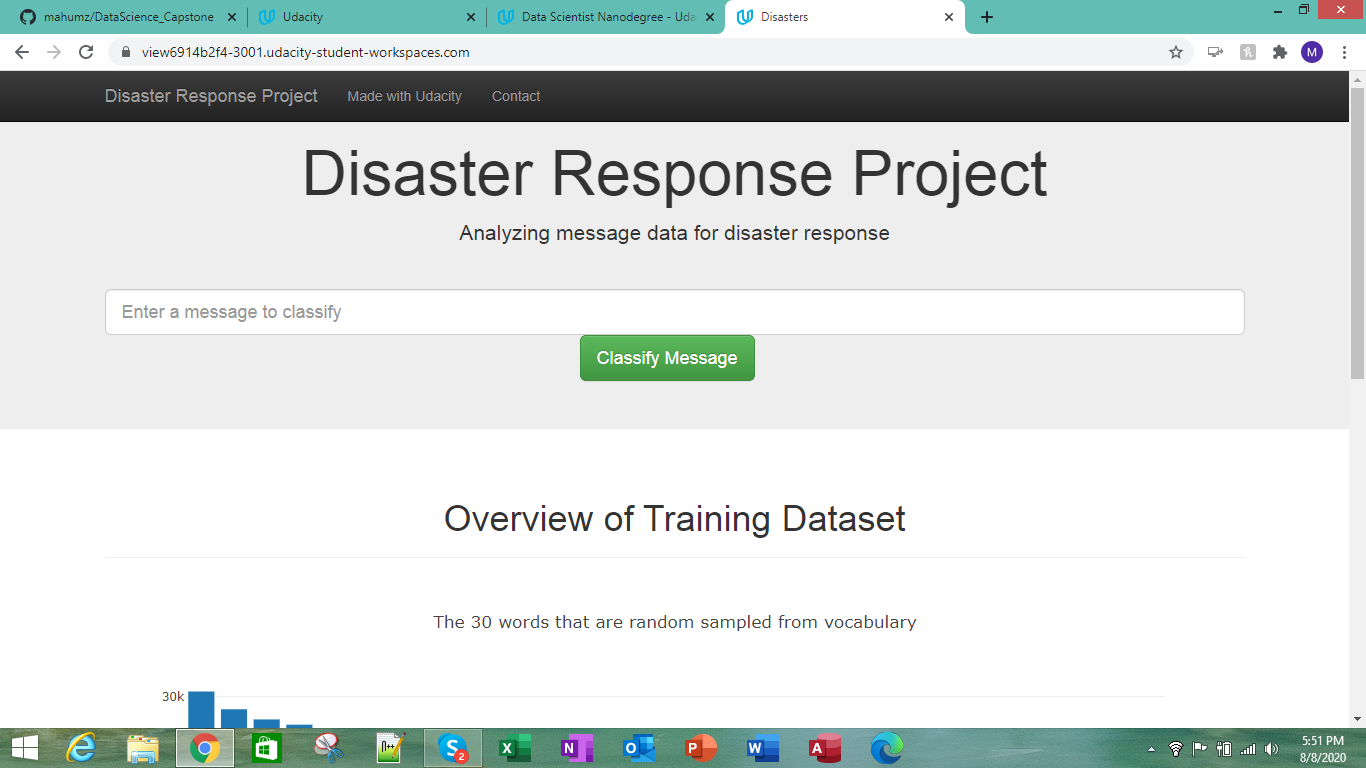 mahumz/DataScience_Capstone
Udacity
Data Scientist Nanodegree - Uda
Disasters
view6914b2f4-3001.udacity-student-workspaces.com
M
Disaster Response Project
Made with Udacity
Contact
Disaster Response Project
Analyzing message data for disaster response
Enter a message to classify
Classify Message
Overview of Training Dataset
The 30 words that are random sampled from vocabulary
30k
5:51 PM
8/8/2020